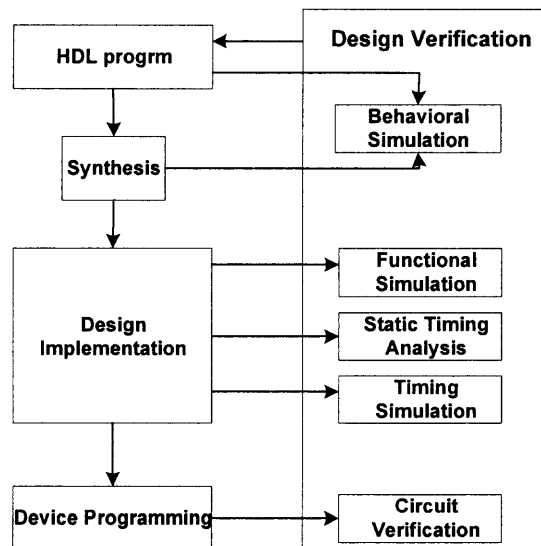 Design Verification
HDL progrm
Behavioral
Simulation
Synthesis
Functional
Simulation
Design
Implementation
Static Timing
Analysis
Timing
Simulation
Device Programming
Circuit
Verification